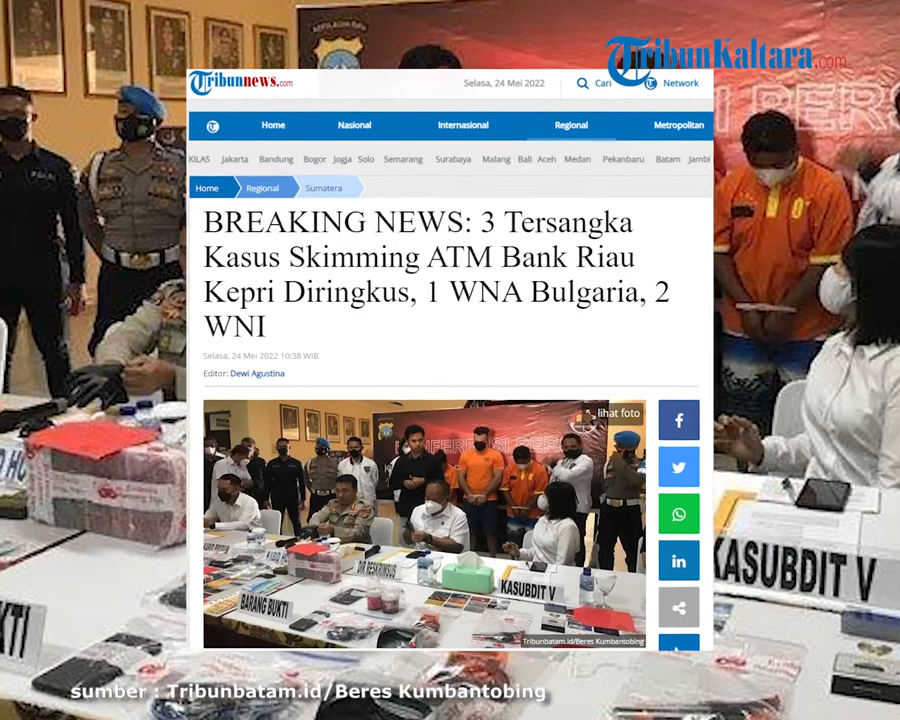 TribunKaltara.com
Tribunnews.com
Selasa, 24 Mei 2022
Cari
Network
Home
Nasional
Internasional
Regional
Metropolitan
KILAS
Jakarta
Bandung
Bogor
Jogja
Solo
Semarang
Surabaya
Malang
Bali
Aceh
Medan
Pekanbaru
Batam
Jambi
Home
Regional
Sumatera
BREAKING NEWS: 3 Tersangka
Kasus Skimming ATM Bank Riau
Kepri Diringkus, 1 WNA Bulgaria, 2
WNI
Selasa, 24 Mei 2022 10:38 WIB
Editor: Dewi Agustina
lihat foto
KONFERENSI PERS
DIR RESKRIMSUS
KASUBDIT V
BARANG BUKTI
Tribunbatam.id/Beres Kumbantobing
KASUBDIT V
sumber : Tribunbatam.id/Beres Kumbantobing